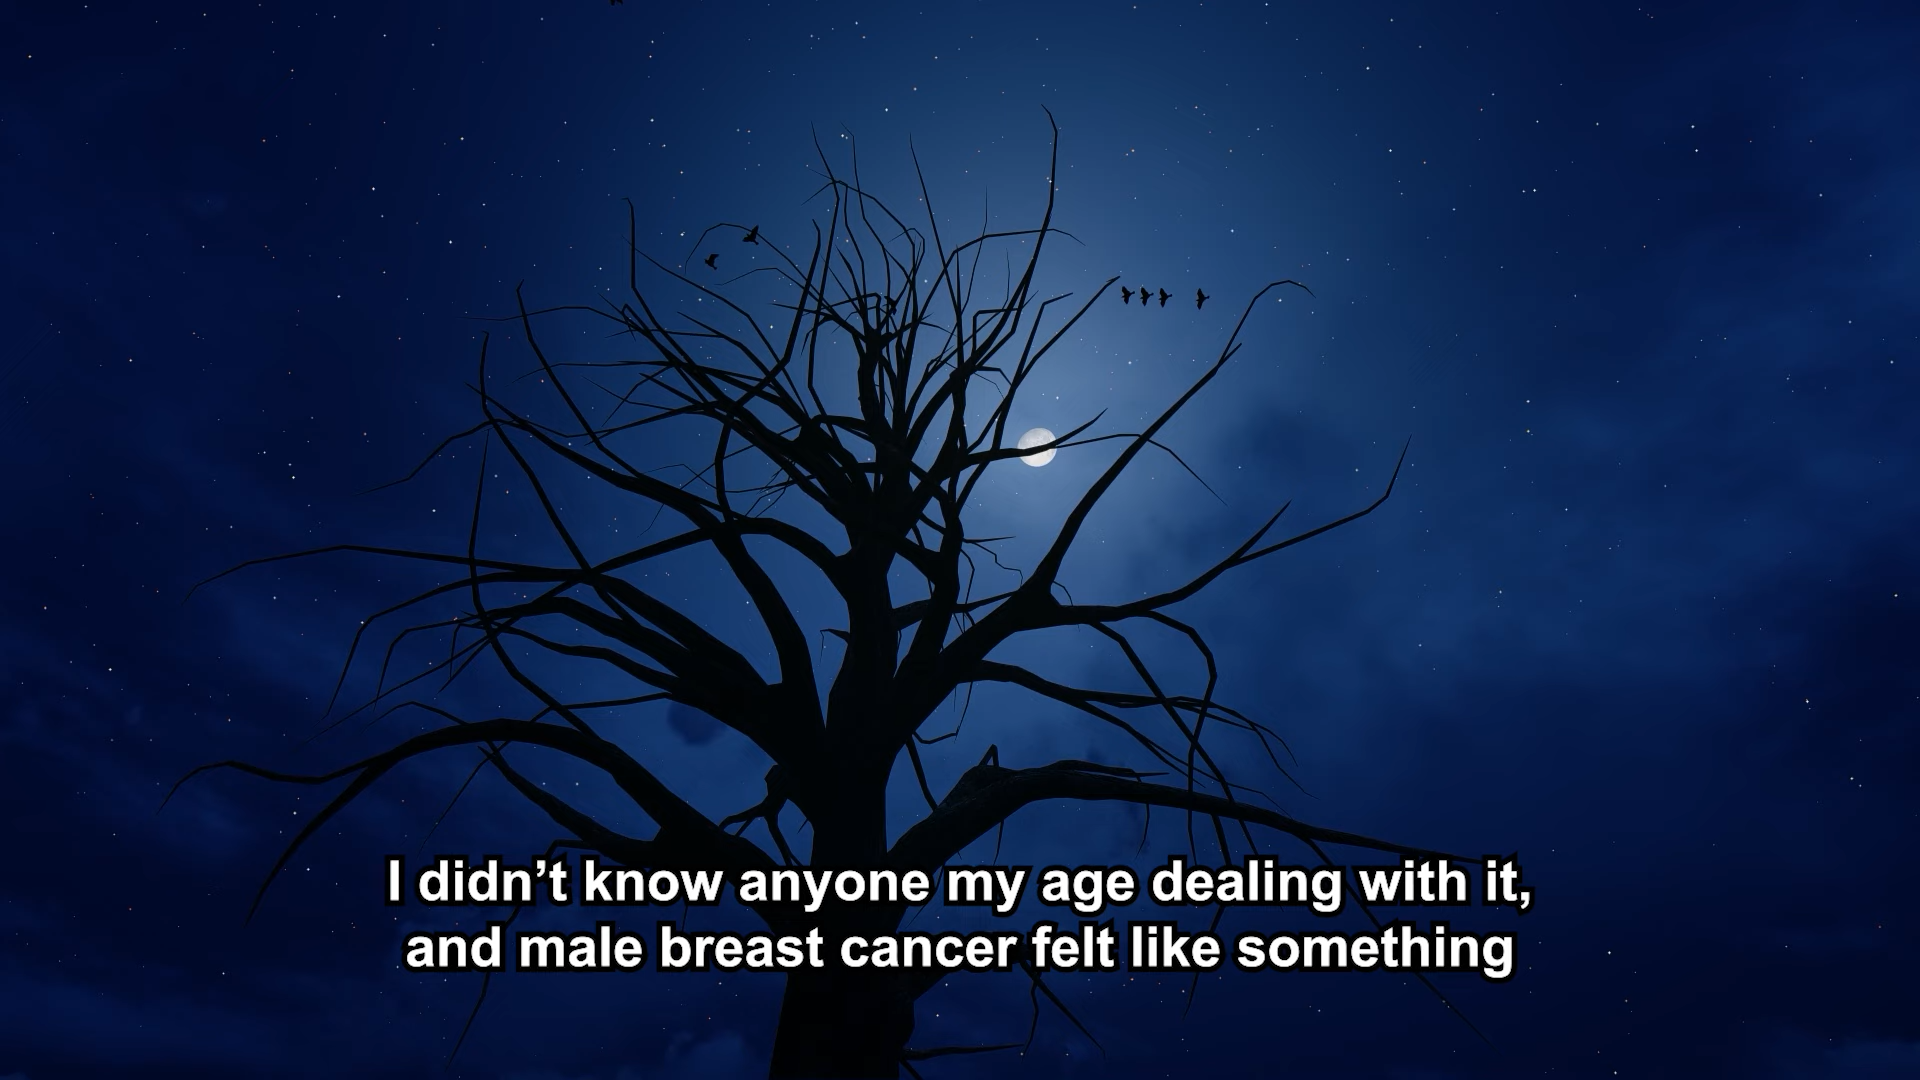 I didn’t know anyone my age dealing with it,
and male breast cancer felt like something